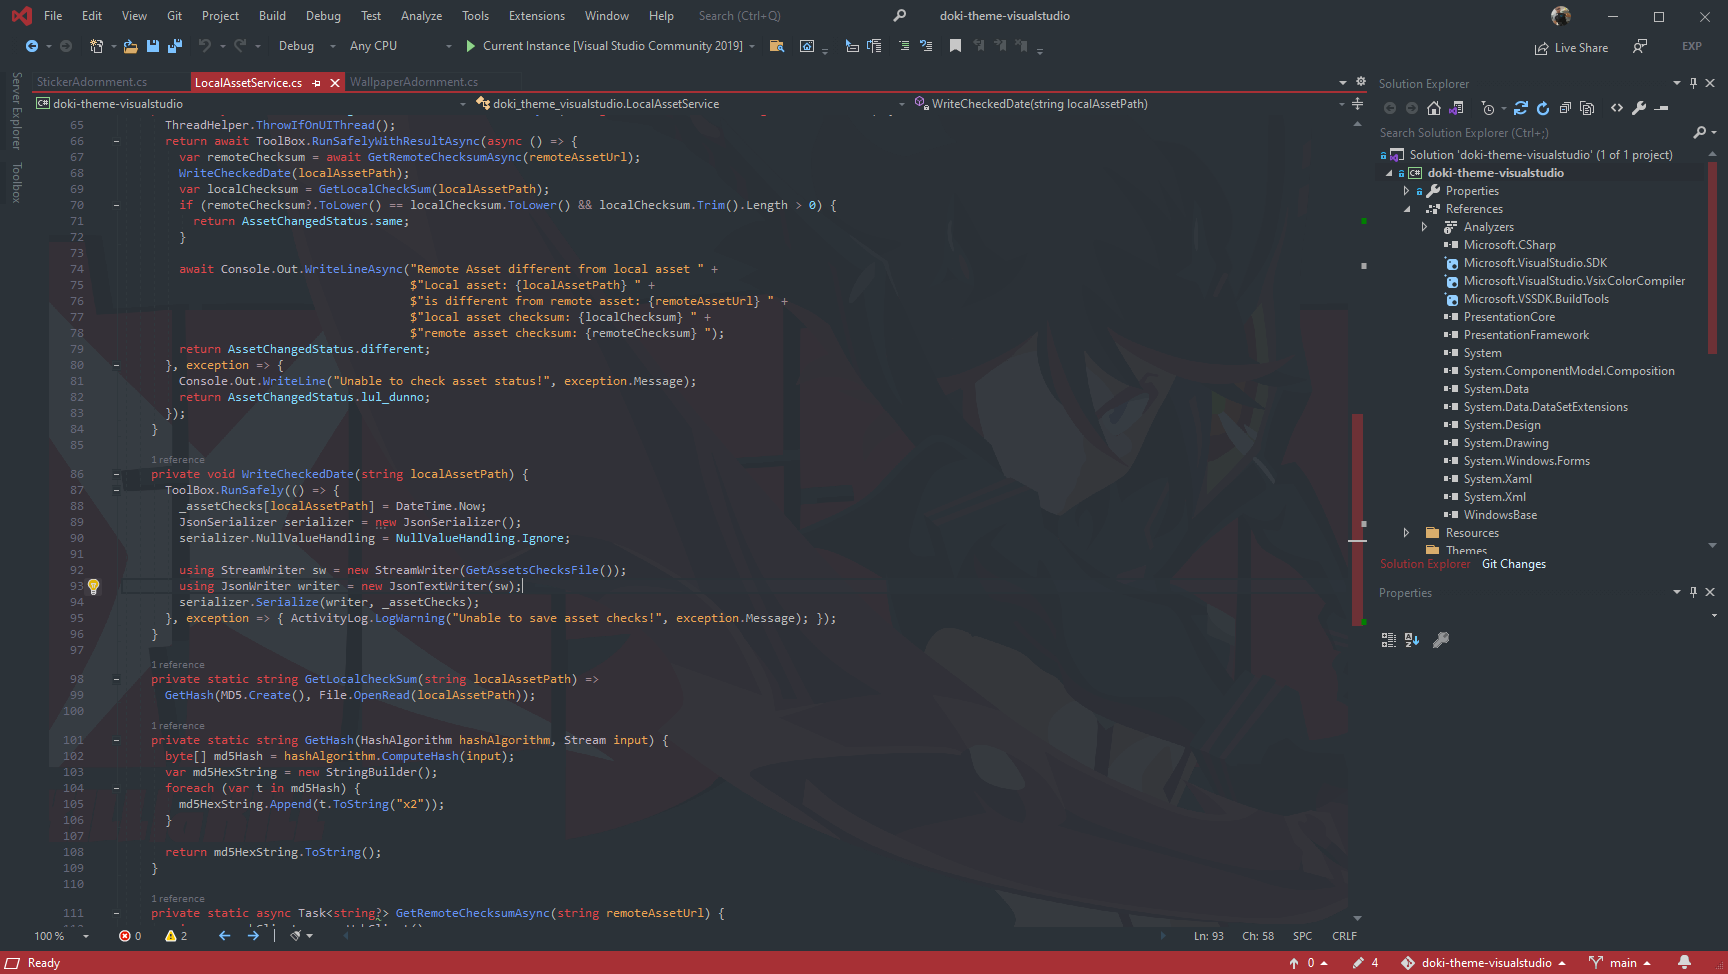 File Edit View Git Project Build Debug Test Analyze Tools Extensions Window Help Search (Ctrl+Q) doki-theme-visualstudio
Debug Any CPU Current Instance [Visual Studio Community 2019] Live Share EXP
Server Explorer
Toolbox
StickerAdornment.cs LocalAssetService.cs WallpaperAdornment.cs
doki-theme-visualstudio doki_theme_visualstudio.LocalAssetService WriteCheckedDate(string localAssetPath)
65 ThreadHelper.ThrowIfOnUIThread();
66 return await ToolBox.RunSafelyWithResultAsync(async () => {
67 var remoteChecksum = await GetRemoteChecksumAsync(remoteAssetUrl);
68 WriteCheckedDate(localAssetPath);
69 var localChecksum = GetLocalCheckSum(localAssetPath);
70 if (remoteChecksum?.ToLower() == localChecksum.ToLower() && localChecksum.Trim().Length > 0) {
71 return AssetChangedStatus.same;
72 }
73
74 await Console.Out.WriteLineAsync("Remote Asset different from local asset " +
75 $"Local asset: {localAssetPath} " +
76 $"is different from remote asset: {remoteAssetUrl} " +
77 $"local asset checksum: {localChecksum} " +
78 $"remote asset checksum: {remoteChecksum} ");
79 return AssetChangedStatus.different;
80 }, exception => {
81 Console.Out.WriteLine("Unable to check asset status!", exception.Message);
82 return AssetChangedStatus.lul_dunno;
83 });
84 }
85
1 reference
86 private void WriteCheckedDate(string localAssetPath) {
87 ToolBox.RunSafely(() => {
88 _assetChecks[localAssetPath] = DateTime.Now;
89 JsonSerializer serializer = new JsonSerializer();
90 serializer.NullValueHandling = NullValueHandling.Ignore;
91
92 using StreamWriter sw = new StreamWriter(GetAssetsChecksFile());
93 using JsonWriter writer = new JsonTextWriter(sw);
94 serializer.Serialize(writer, _assetChecks);
95 }, exception => { ActivityLog.LogWarning("Unable to save asset checks!", exception.Message); });
96 }
97
1 reference
98 private static string GetLocalCheckSum(string localAssetPath) =>
99 GetHash(MD5.Create(), File.OpenRead(localAssetPath));
100
1 reference
101 private static string GetHash(HashAlgorithm hashAlgorithm, Stream input) {
102 byte[] md5Hash = hashAlgorithm.ComputeHash(input);
103 var md5HexString = new StringBuilder();
104 foreach (var t in md5Hash) {
105 md5HexString.Append(t.ToString("x2"));
106 }
107
108 return md5HexString.ToString();
109 }
110
1 reference
111 private static async Task<string?> GetRemoteChecksumAsync(string remoteAssetUrl) {
100 % 0 2 Ln: 93 Ch: 58 SPC CRLF
Solution Explorer
Search Solution Explorer (Ctrl+;)
Solution 'doki-theme-visualstudio' (1 of 1 project)
doki-theme-visualstudio
Properties
References
Analyzers
Microsoft.CSharp
Microsoft.VisualStudio.SDK
Microsoft.VisualStudio.VsixColorCompiler
Microsoft.VSSDK.BuildTools
PresentationCore
PresentationFramework
System
System.ComponentModel.Composition
System.Data
System.Data.DataSetExtensions
System.Design
System.Drawing
System.Windows.Forms
System.Xaml
System.Xml
WindowsBase
Resources
Themes
Solution Explorer Git Changes
Properties
Ready 0 4 doki-theme-visualstudio main